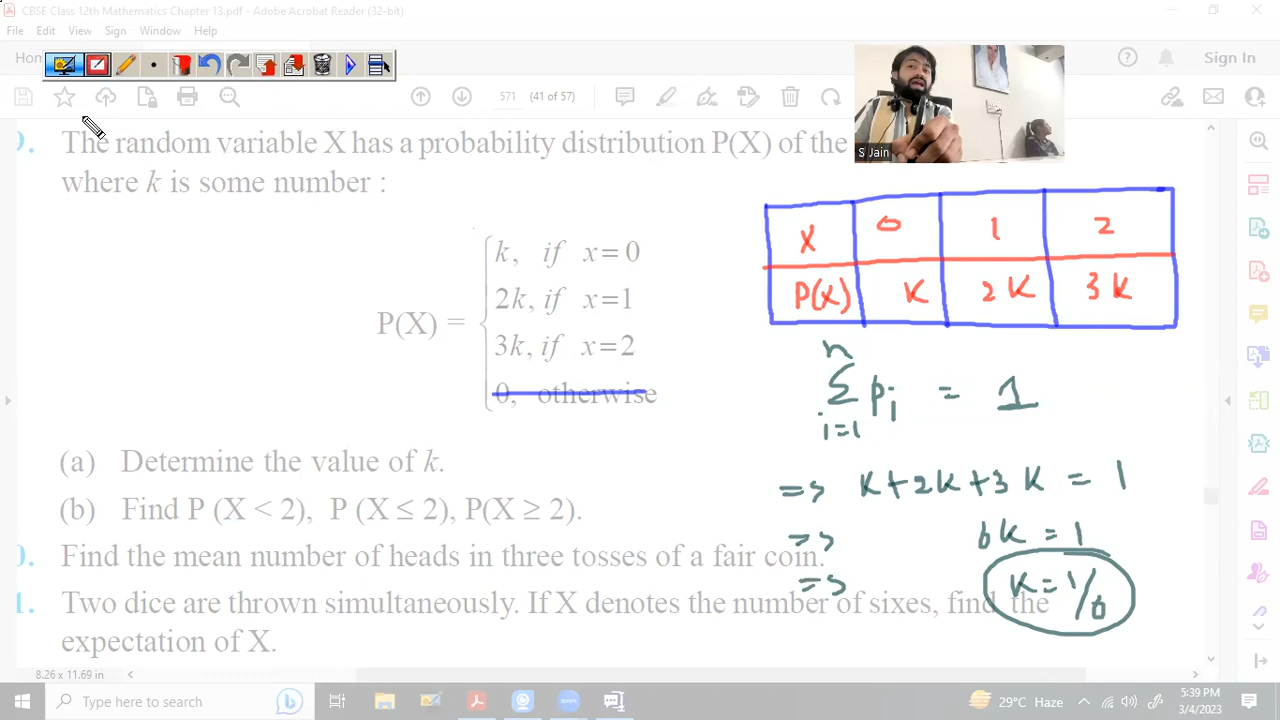 CBSE Class 12th Mathematics Chapter 13.pdf - Adobe Acrobat Reader (32-bit)
File Edit View Sign Window Help
Sign In
571 (41 of 57)
S Jain
9. The random variable X has a probability distribution P(X) of the
where k is some number :
P(X) =
k, if x=0
2k, if x=1
3k, if x=2
0, otherwise
X 0 1 2
P(X) K 2K 3K
n
Σ pi = 1
i=1
=> K+2K+3K = 1
=> 6K = 1
=> K = 1/6
(a) Determine the value of k.
(b) Find P (X < 2), P (X ≤ 2), P(X ≥ 2).
0. Find the mean number of heads in three tosses of a fair coin.
1. Two dice are thrown simultaneously. If X denotes the number of sixes, find the
expectation of X.
8.26 x 11.69 in
Type here to search
29°C Haze
5:39 PM
3/4/2023